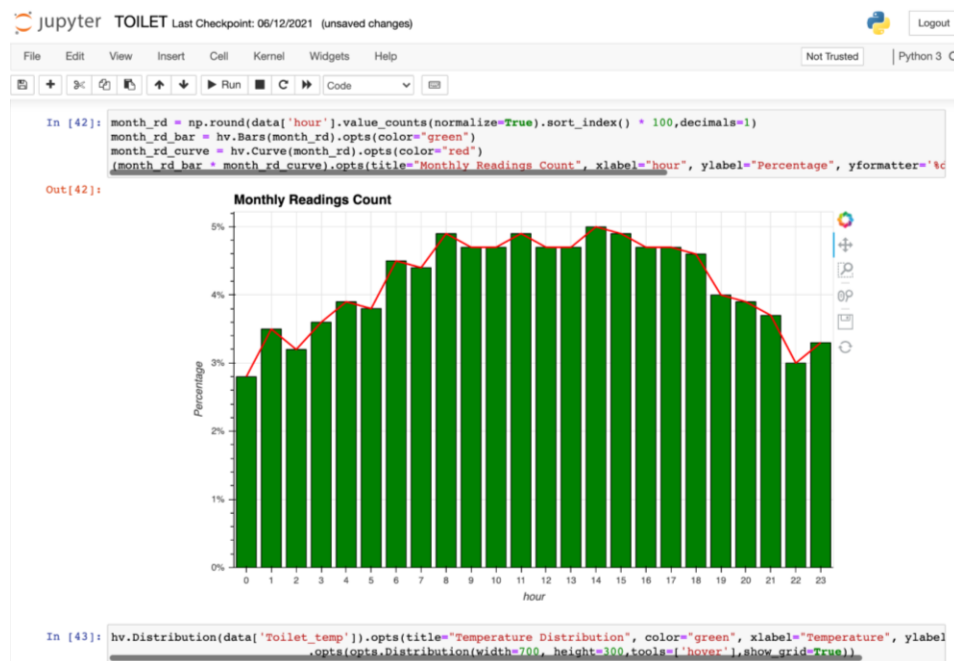 jupyter TOILET Last Checkpoint: 06/12/2021 (unsaved changes)
Logout
File Edit View Insert Cell Kernel Widgets Help
Not Trusted
Python 3
Run
Code
In [42]: month_rd = np.round(data['hour'].value_counts(normalize=True).sort_index() * 100,decimals=1)
month_rd_bar = hv.Bars(month_rd).opts(color="green")
month_rd_curve = hv.Curve(month_rd).opts(color="red")
(month_rd_bar * month_rd_curve).opts(title="Monthly Readings Count", xlabel="hour", ylabel="Percentage", yformatter='%d
Out[42]:
Monthly Readings Count
5%
4%
3%
2%
1%
0%
Percentage
0 1 2 3 4 5 6 7 8 9 10 11 12 13 14 15 16 17 18 19 20 21 22 23
hour
In [43]: hv.Distribution(data['Toilet_temp']).opts(title="Temperature Distribution", color="green", xlabel="Temperature", ylabel
.opts(opts.Distribution(width=700, height=300,tools=['hover'],show_grid=True))